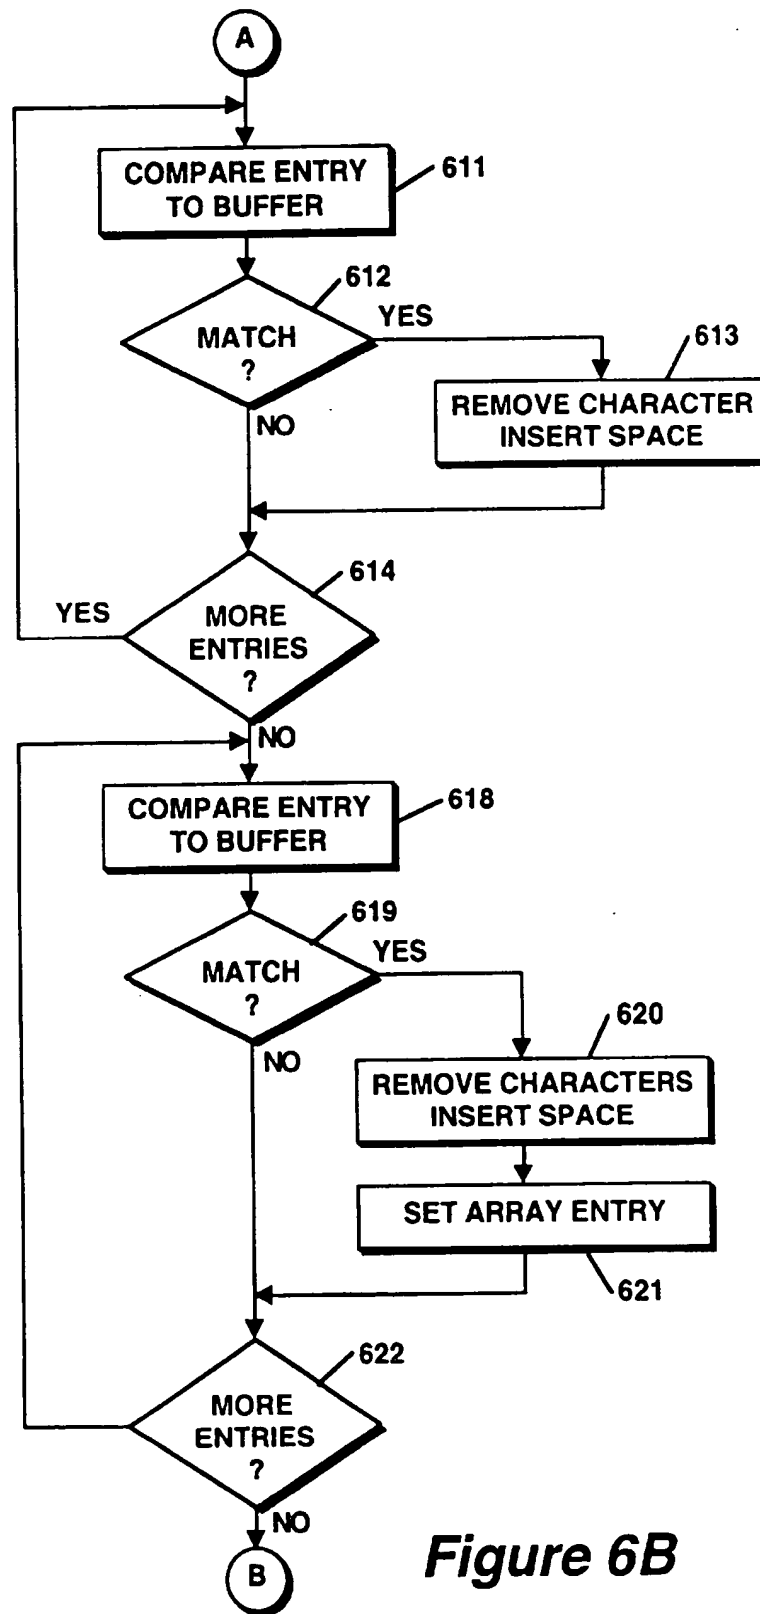 A
COMPARE ENTRY
TO BUFFER
611
612
MATCH
?
YES
NO
613
REMOVE CHARACTER
INSERT SPACE
614
MORE
ENTRIES
?
YES
NO
COMPARE ENTRY
TO BUFFER
618
619
MATCH
?
YES
NO
620
REMOVE CHARACTERS
INSERT SPACE
SET ARRAY ENTRY
621
622
MORE
ENTRIES
?
NO
B
Figure 6B